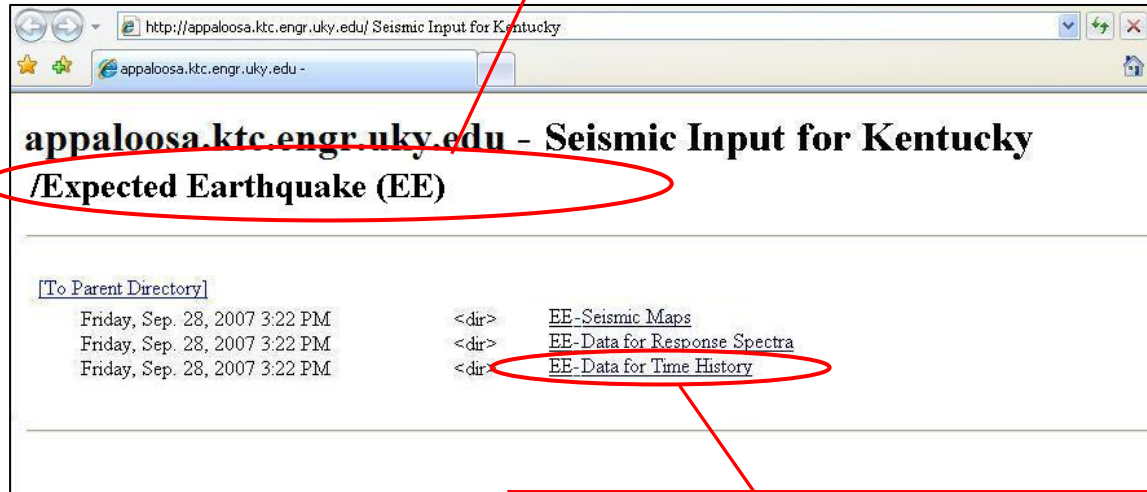 http://appaloosa.ktc.engr.uky.edu/ Seismic Input for Kentucky
appaloosa.ktc.engr.uky.edu -
appaloosa.ktc.engr.uky.edu - Seismic Input for Kentucky
/Expected Earthquake (EE)
[To Parent Directory]
Friday, Sep. 28, 2007 3:22 PM <dir> EE-Seismic Maps
Friday, Sep. 28, 2007 3:22 PM <dir> EE-Data for Response Spectra
Friday, Sep. 28, 2007 3:22 PM <dir> EE-Data for Time History